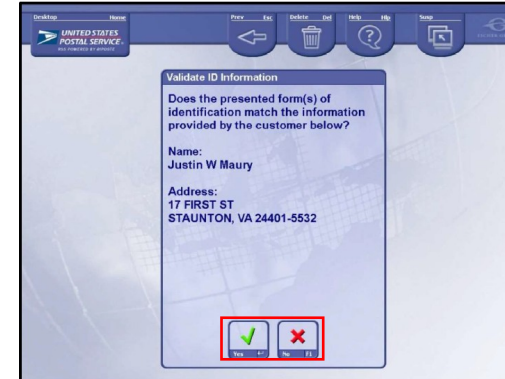 Desktop Home
Prev Esc
Delete Del
Help Hlp
Susp
UNITED STATES
POSTAL SERVICE
Validate ID Information
Does the presented form(s) of
identification match the information
provided by the customer below?
Name:
Justin W Maury
Address:
17 FIRST ST
STAUNTON, VA 24401-5532
Yes
No F1